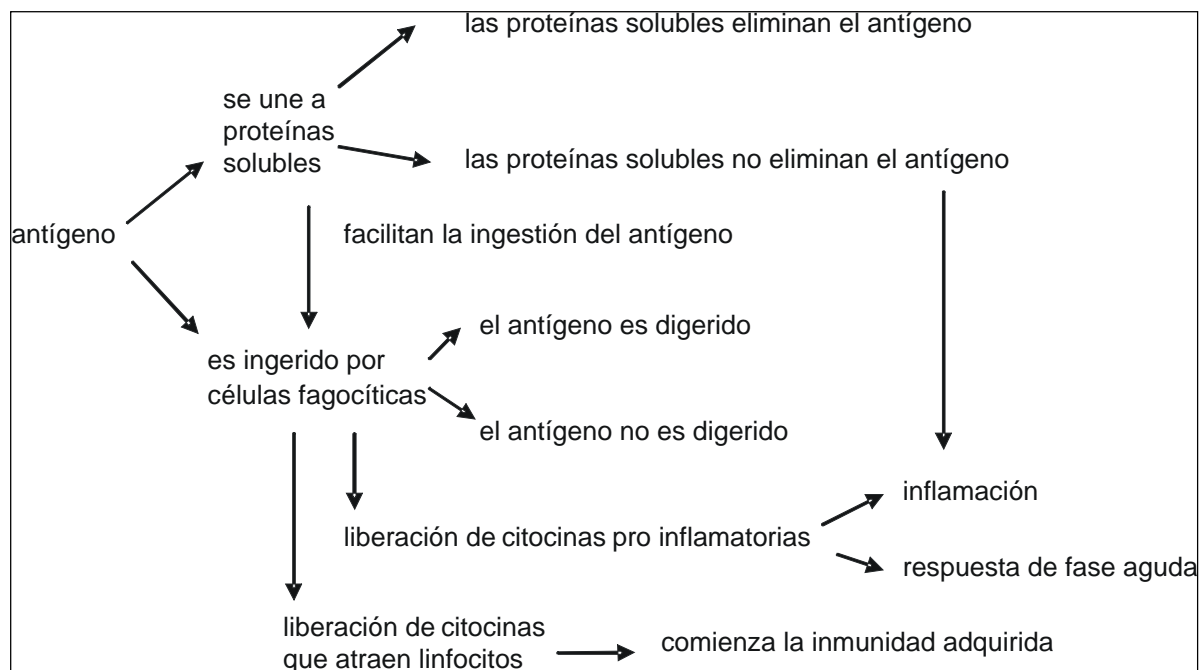 las proteínas solubles eliminan el antígeno
se une a
proteínas
solubles
las proteínas solubles no eliminan el antígeno
antígeno
facilitan la ingestión del antígeno
el antígeno es digerido
es ingerido por
células fagocíticas
el antígeno no es digerido
inflamación
liberación de citocinas pro inflamatorias
respuesta de fase aguda
liberación de citocinas
que atraen linfocitos
comienza la inmunidad adquirida